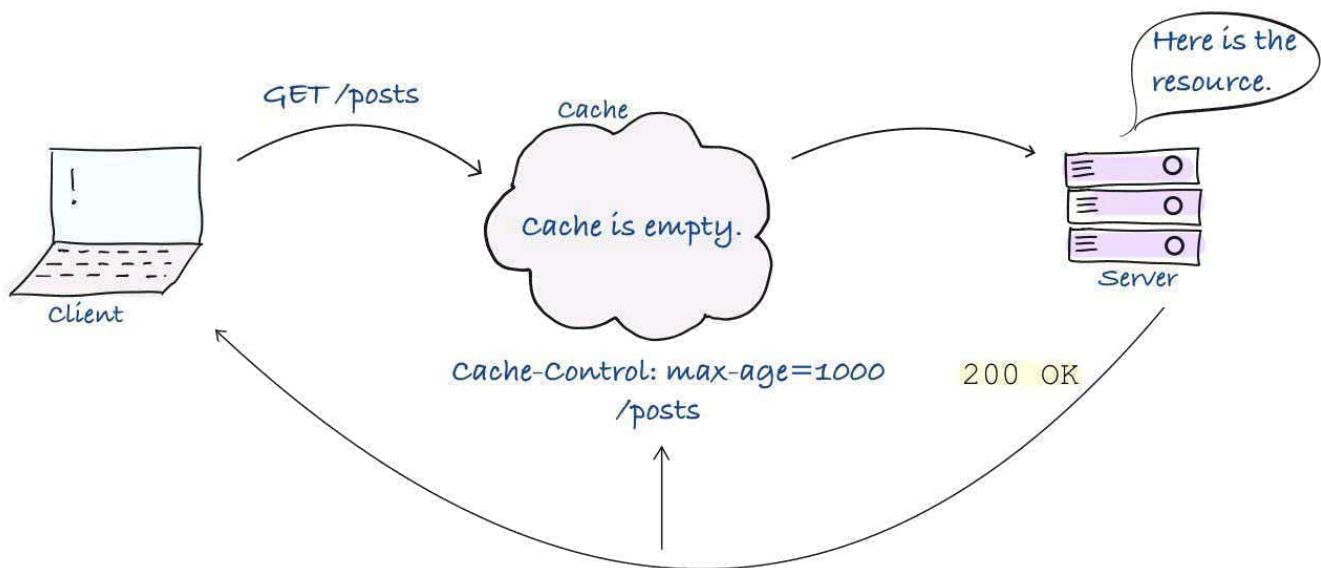 Here is the
resource.
GET /posts
Cache
Cache is empty.
Client
Server
Cache-Control: max-age=1000
/posts
200 OK